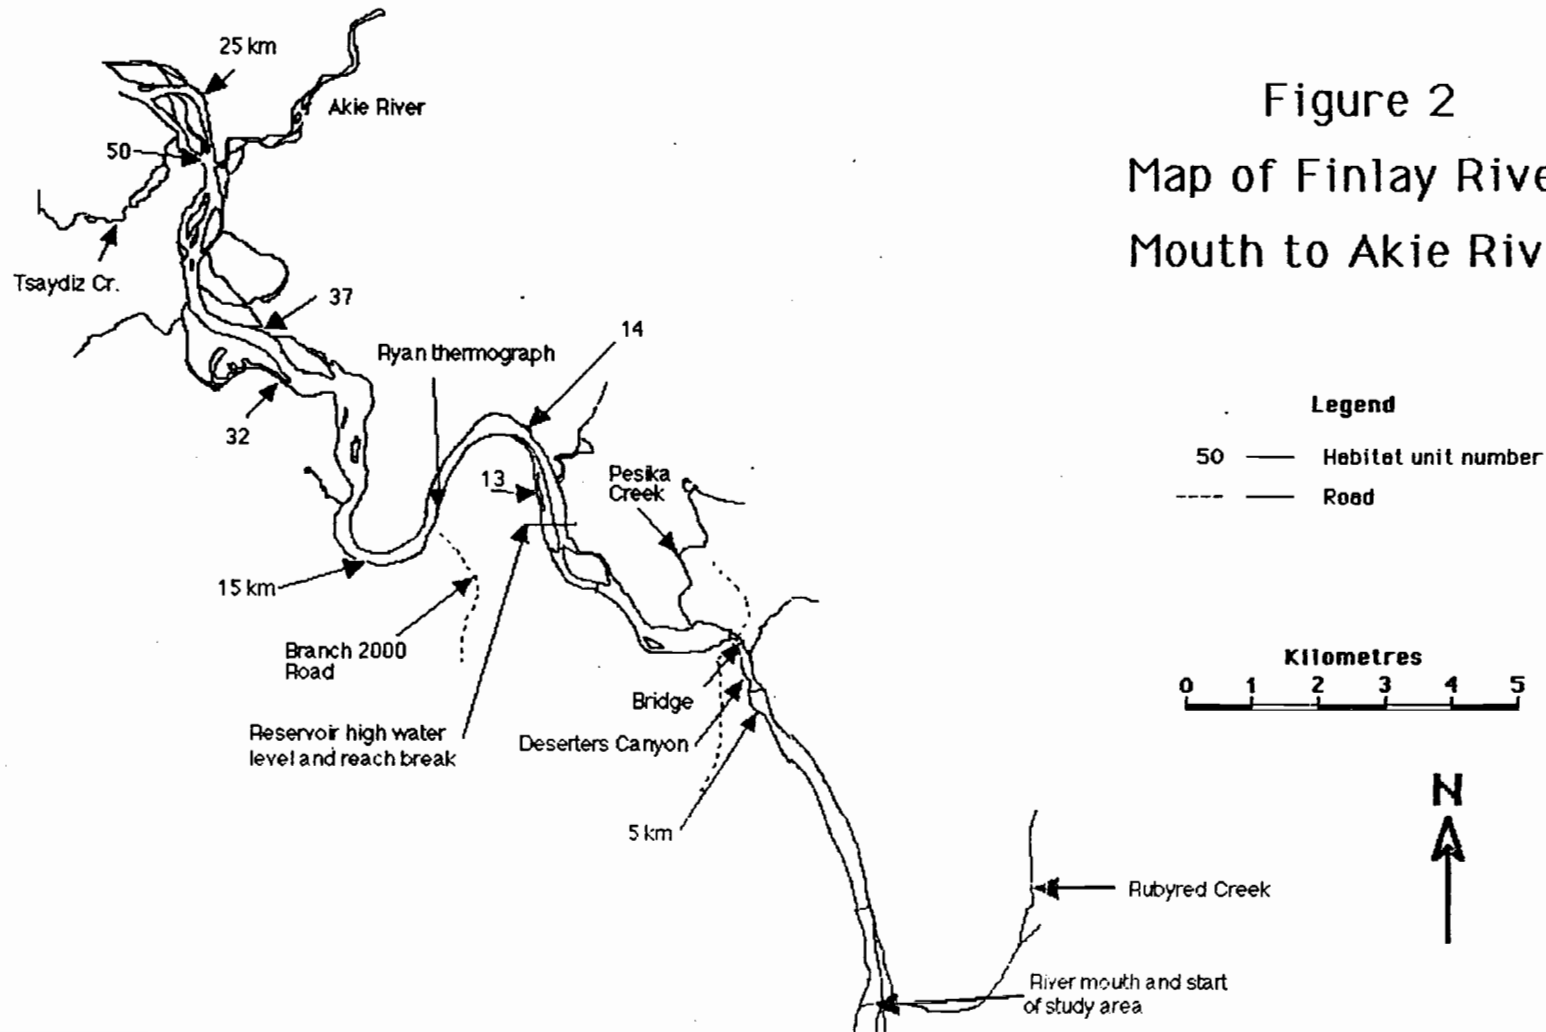 Figure 2
Map of Finlay Rive
Mouth to Akie Riv
25 km
Akie River
50
Tsaydiz Cr.
37
14
Ryan thermograph
32
13
Pesika
Creek
15 km
Branch 2000
Road
Bridge
Reservoir high water
level and reach break
Deserters Canyon
5 km
Rubyred Creek
River mouth and start
of study area
Legend
50 Habitat unit number
Road
Kilometres
0 1 2 3 4 5
N